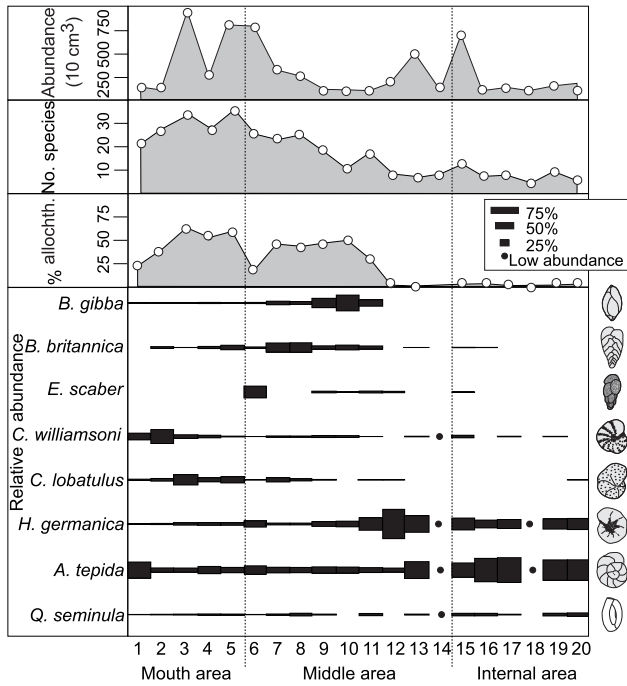 Abundance
(10 cm³)
750
500
250
No. species
30
20
10
% allochth.
75
50
25
75%
50%
25%
Low abundance
Relative abundance
B. gibba
B. britannica
E. scaber
C. williamsoni
C. lobatulus
H. germanica
A. tepida
Q. seminula
1 2 3 4 5 6 7 8 9 10 11 12 13 14 15 16 17 18 19 20
Mouth area Middle area Internal area